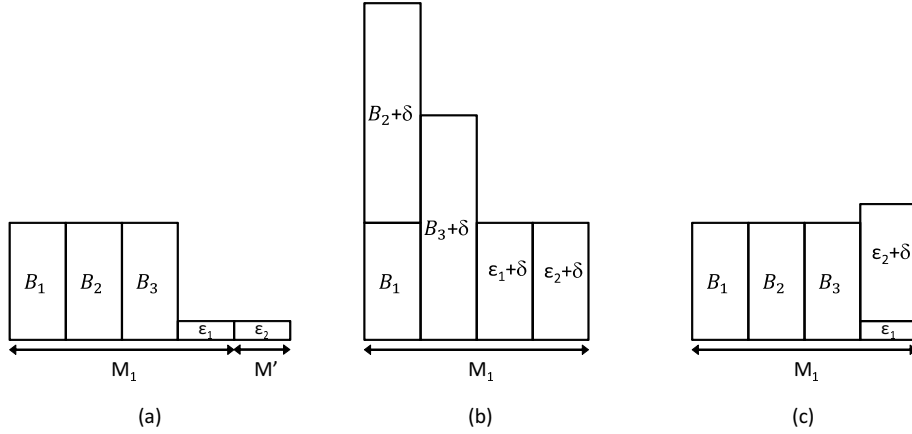 B₂+δ
B₃+δ
B₁ B₂ B₃ ε₁ ε₂
B₁ ε₁+δ ε₂+δ
B₁ B₂ B₃ ε₂+δ ε₁
M₁ M’
M₁
M₁
(a) (b) (c)